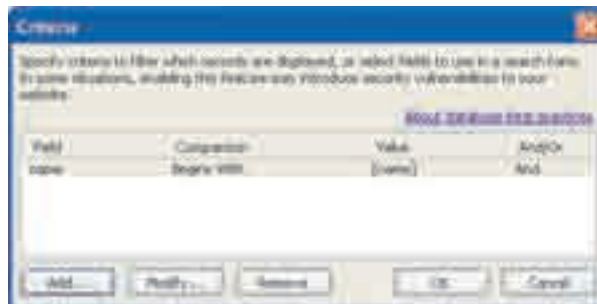 Criteria
Specify criteria to filter which records are displayed, or select fields to use in a search form.
In some situations, enabling this feature may introduce security vulnerabilities to your
website.
About database
Field Comparison Value And/Or
name Begins With [name] And
Add... Modify... Remove OK Cancel